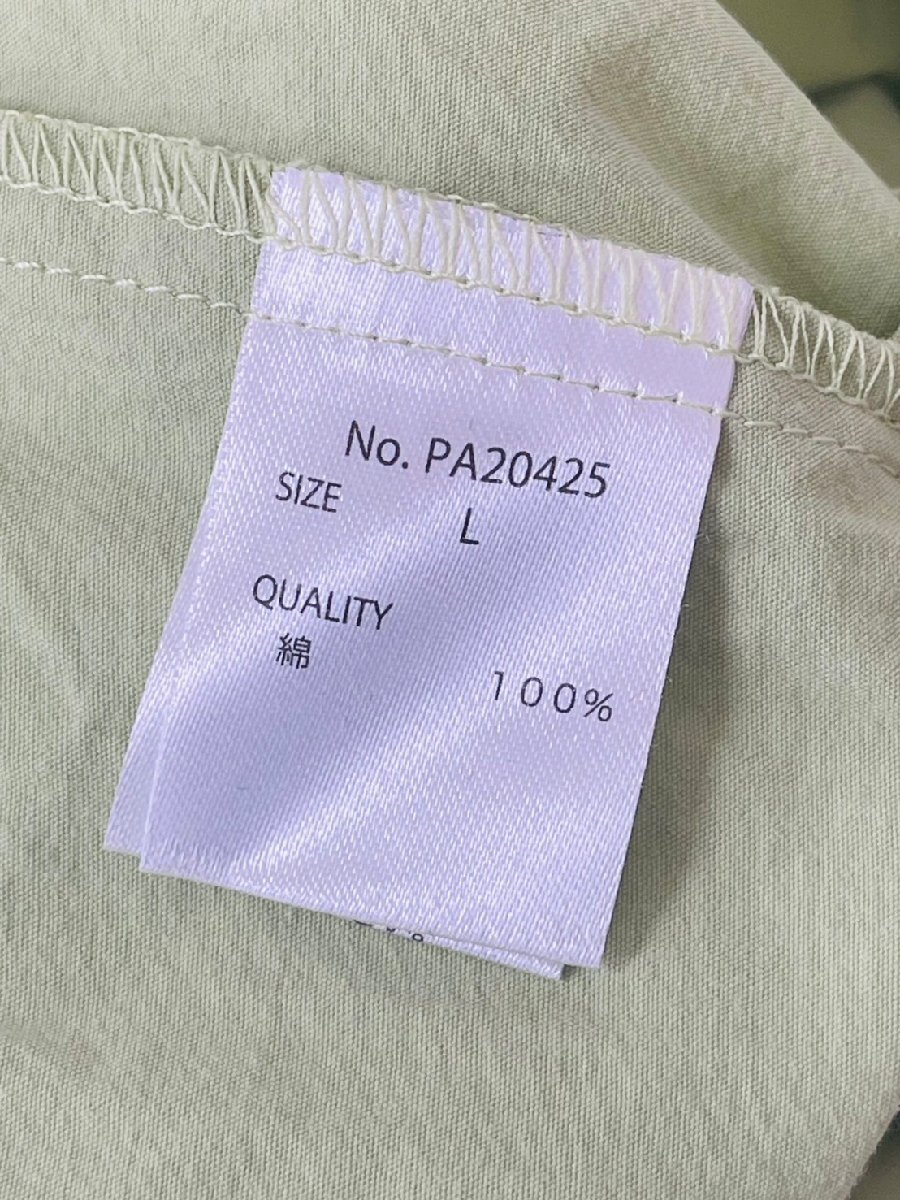 No. PA20425
SIZE
L
QUALITY
綿
１００％